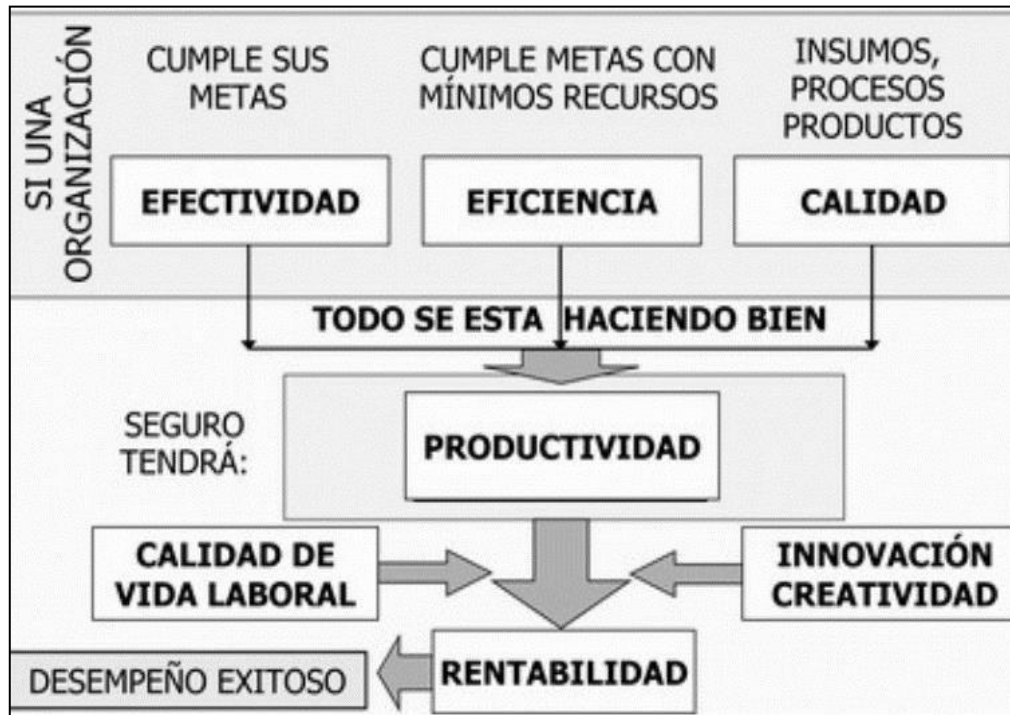 SI UNA
ORGANIZACIÓN
CUMPLE SUS
METAS
EFECTIVIDAD
CUMPLE METAS CON
MÍNIMOS RECURSOS
EFICIENCIA
INSUMOS,
PROCESOS
PRODUCTOS
CALIDAD
TODO SE ESTA HACIENDO BIEN
SEGURO
TENDRÁ:
PRODUCTIVIDAD
CALIDAD DE
VIDA LABORAL
INNOVACIÓN
CREATIVIDAD
RENTABILIDAD
DESEMPEÑO EXITOSO